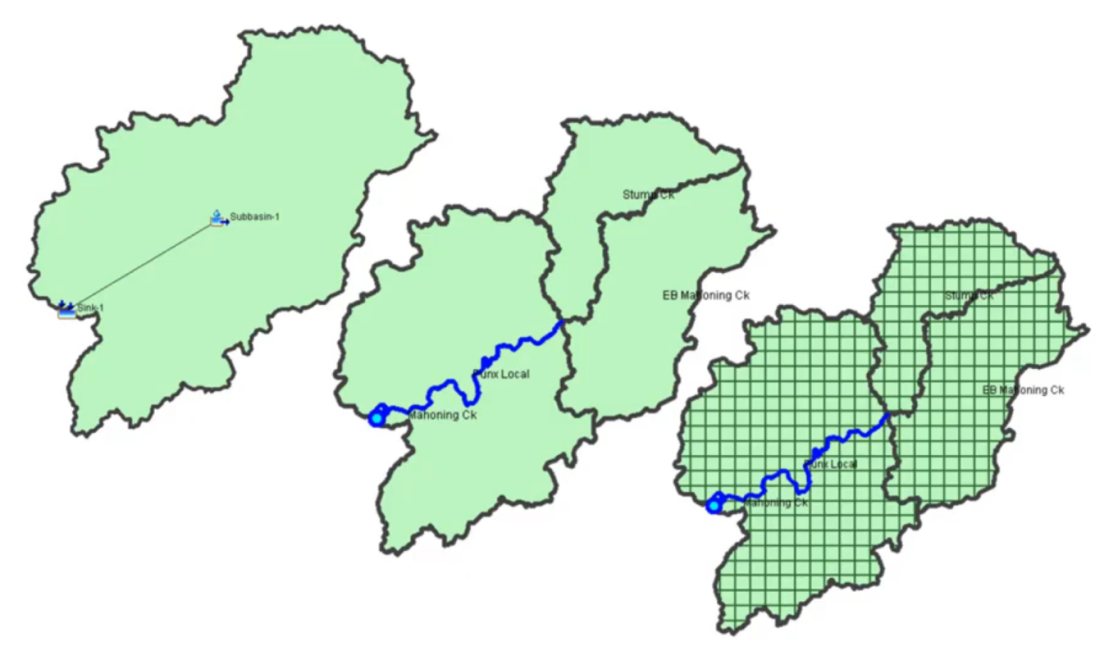 Subbasin-1
Sink-1
Stump Ck
EB Mahoning Ck
Punx Local
Mahoning Ck
Stump Ck
EB Mahoning Ck
Punx Local
Mahoning Ck